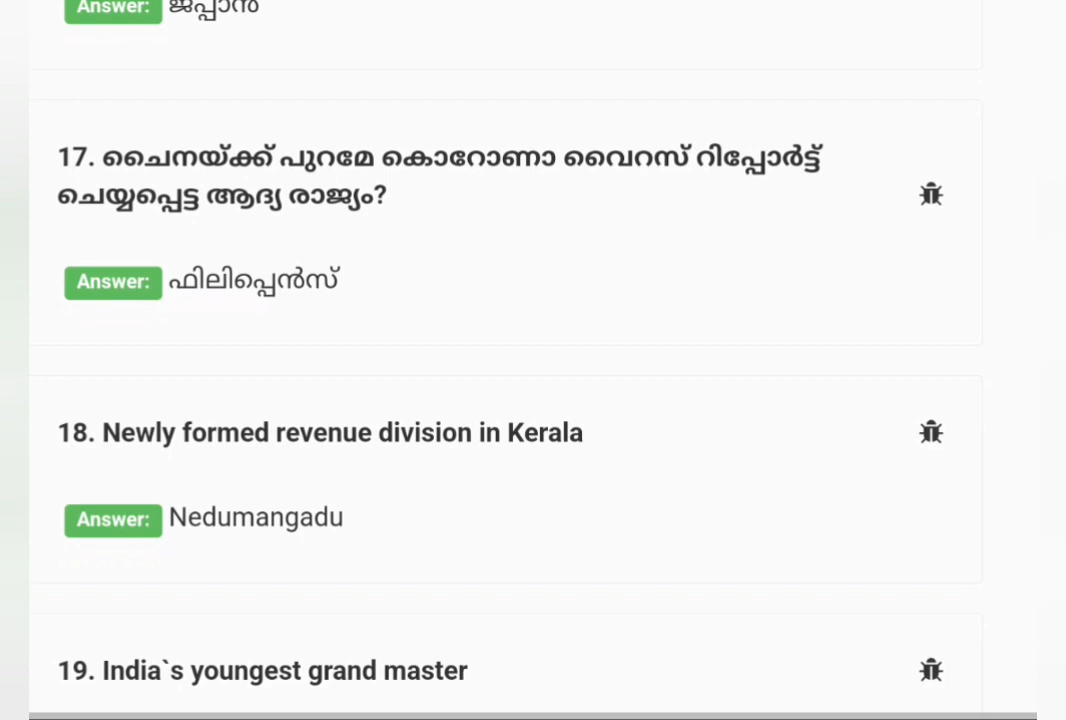 Answer: ജപ്പാൻ
17. ചൈനയ്ക്ക് പുറമേ കൊറോണാ വൈറസ് റിപ്പോർട്ട്
ചെയ്യപ്പെട്ട ആദ്യ രാജ്യം?
Answer: ഫിലിപ്പെൻസ്
18. Newly formed revenue division in Kerala
Answer: Nedumangadu
19. India`s youngest grand master